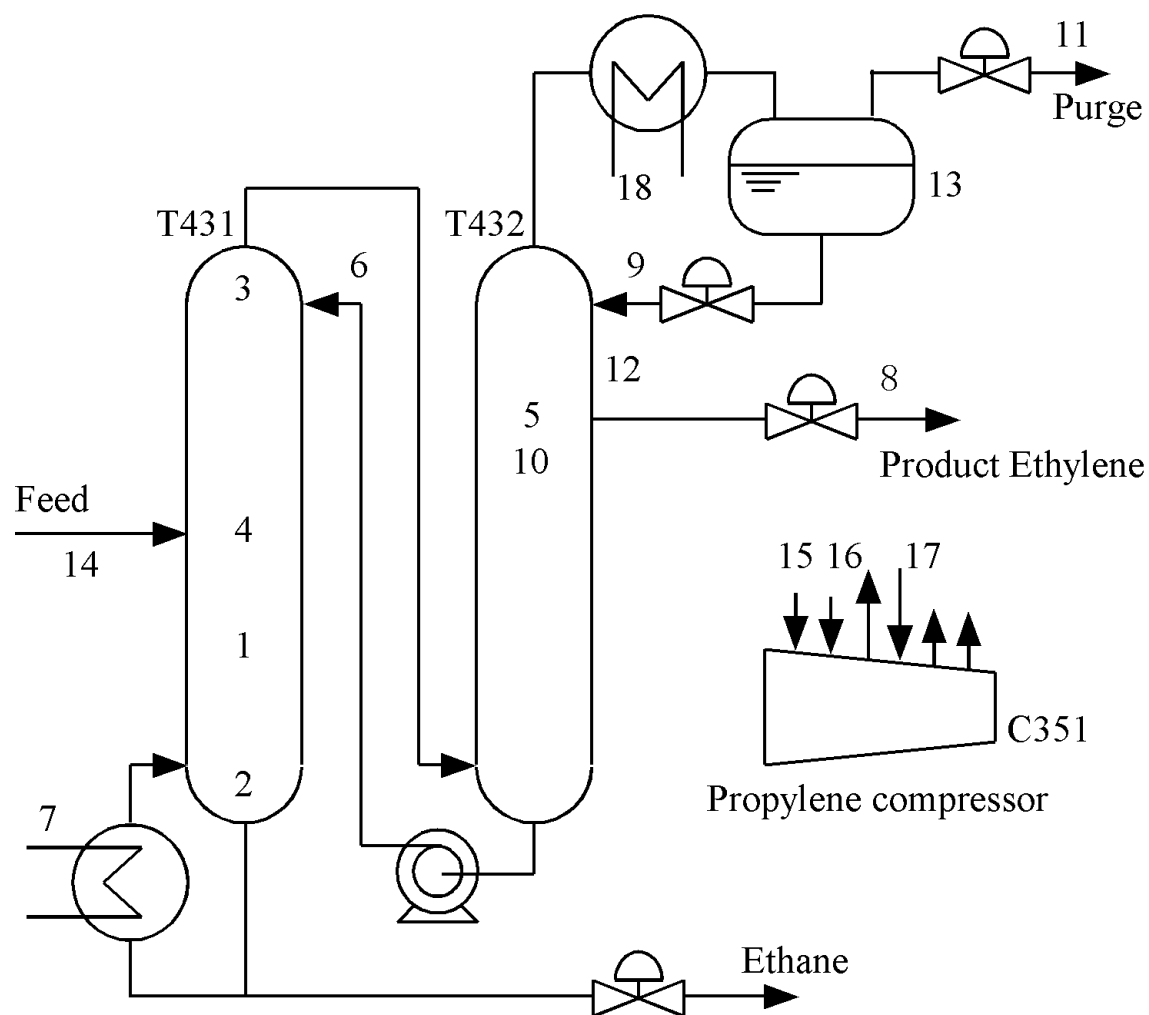 11
Purge
18
13
T431
T432
6
9
3
12
8
5
10
Product Ethylene
Feed
4
14
15
16
17
1
C351
2
Propylene compressor
7
Ethane